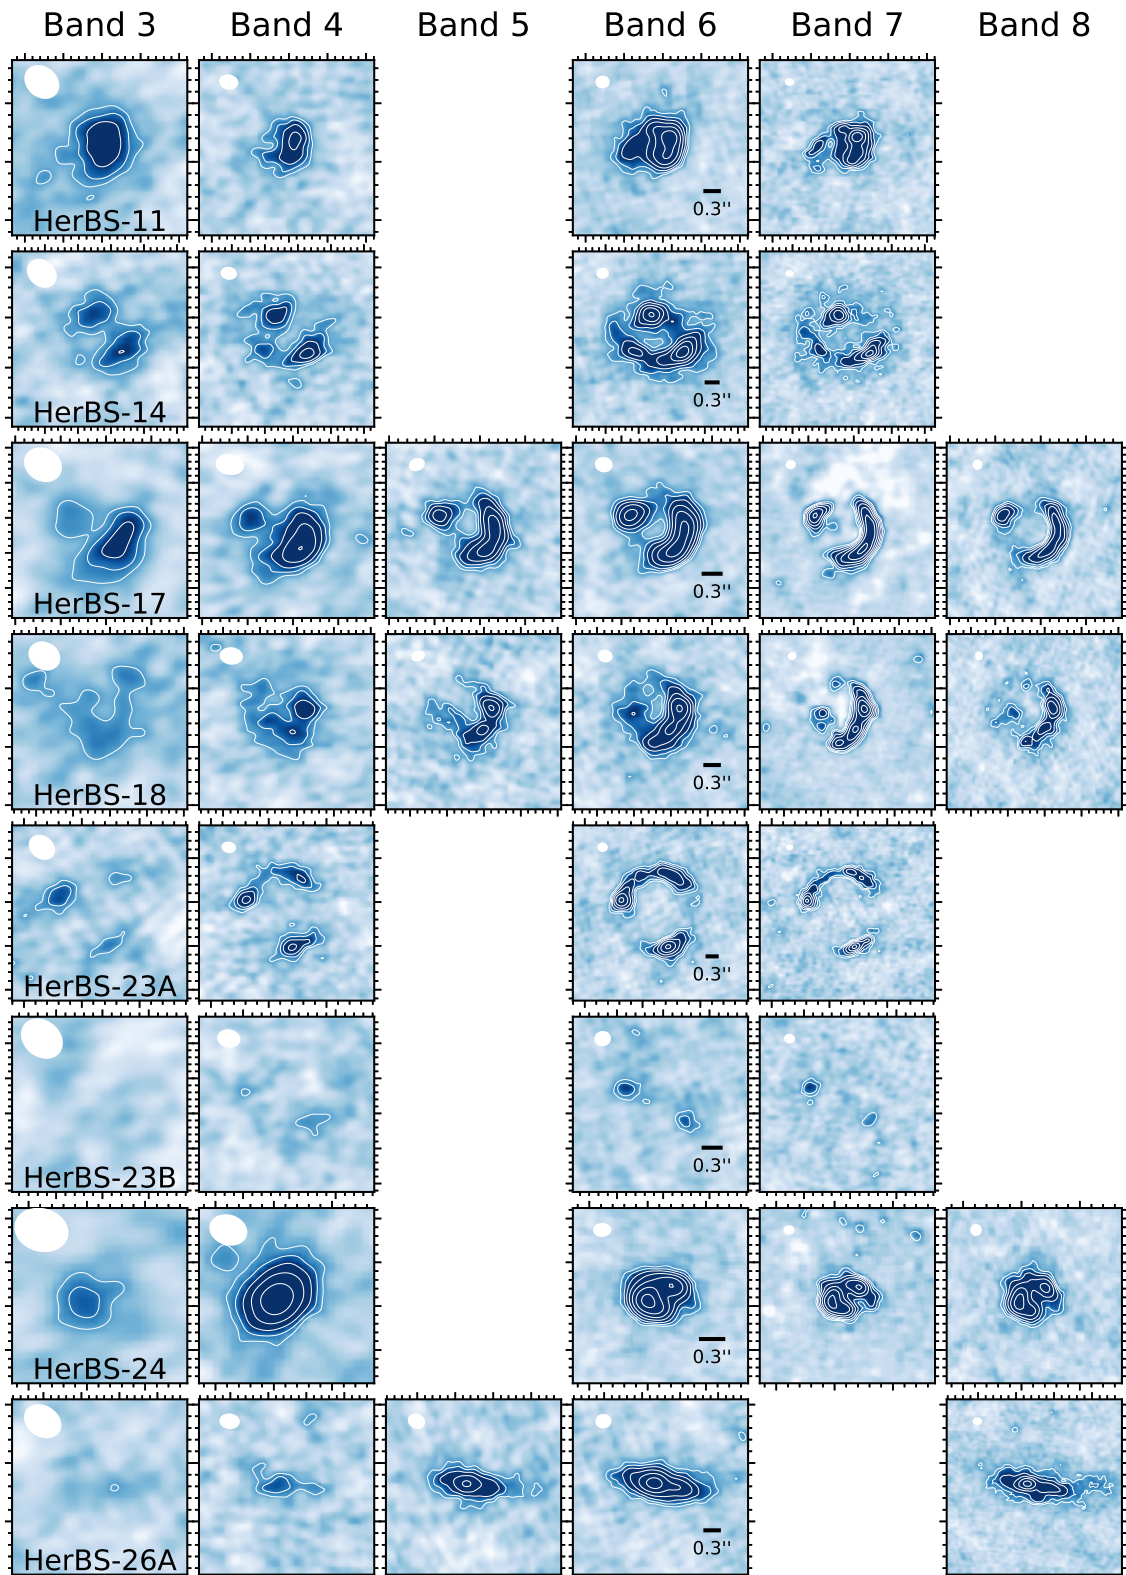 Band 3 Band 4 Band 5 Band 6 Band 7 Band 8
HerBS-11
0.3''
HerBS-14
0.3''
HerBS-17
0.3''
HerBS-18
0.3''
HerBS-23A
0.3''
HerBS-23B
0.3''
HerBS-24
0.3''
HerBS-26A
0.3''